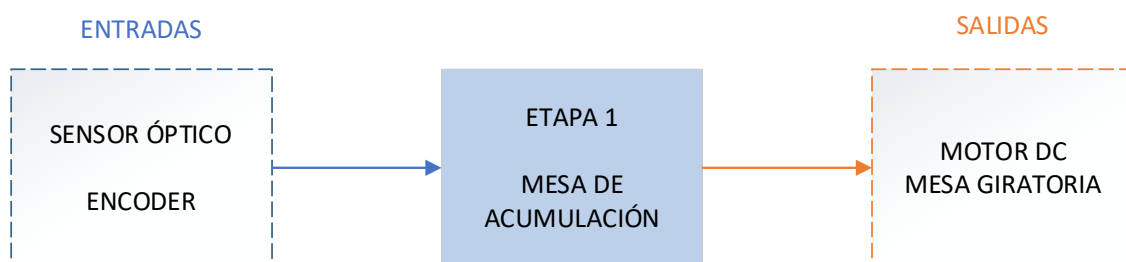 ENTRADAS
SENSOR ÓPTICO
ENCODER
ETAPA 1
MESA DE
ACUMULACIÓN
SALIDAS
MOTOR DC
MESA GIRATORIA